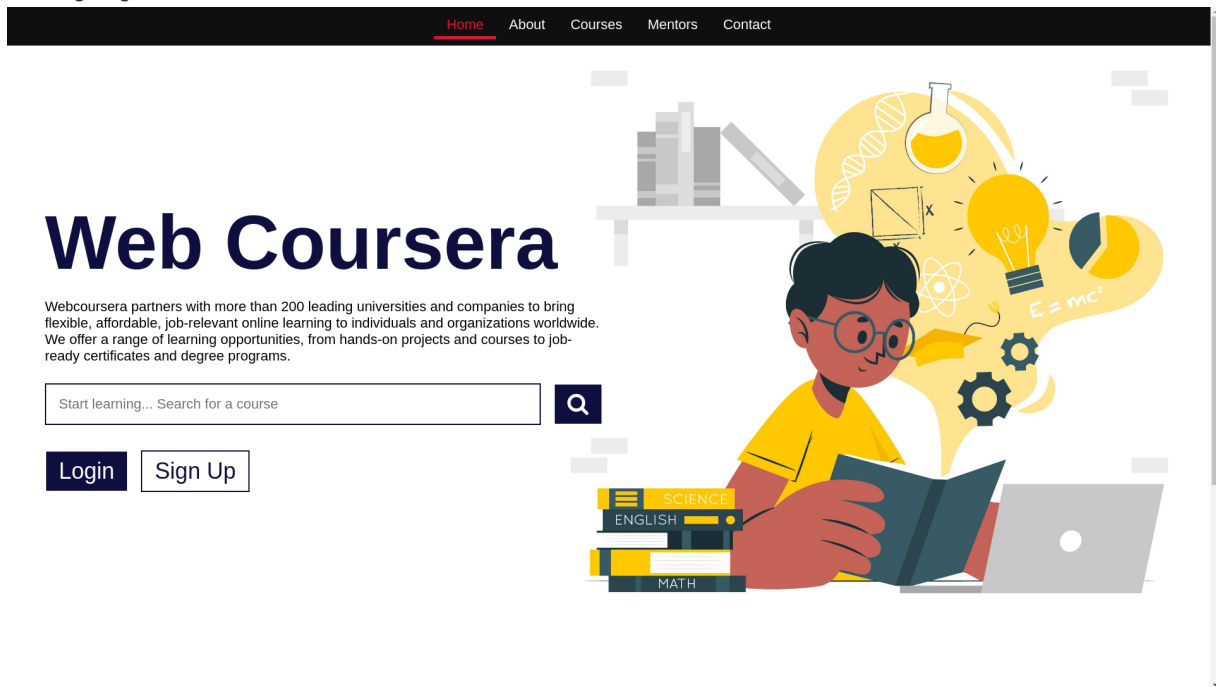 Home About Courses Mentors Contact
Web Coursera
Webcoursera partners with more than 200 leading universities and companies to bring
flexible, affordable, job-relevant online learning to individuals and organizations worldwide.
We offer a range of learning opportunities, from hands-on projects and courses to job-
ready certificates and degree programs.
Start learning... Search for a course
Login Sign Up
x
E = mc²
SCIENCE
ENGLISH
MATH